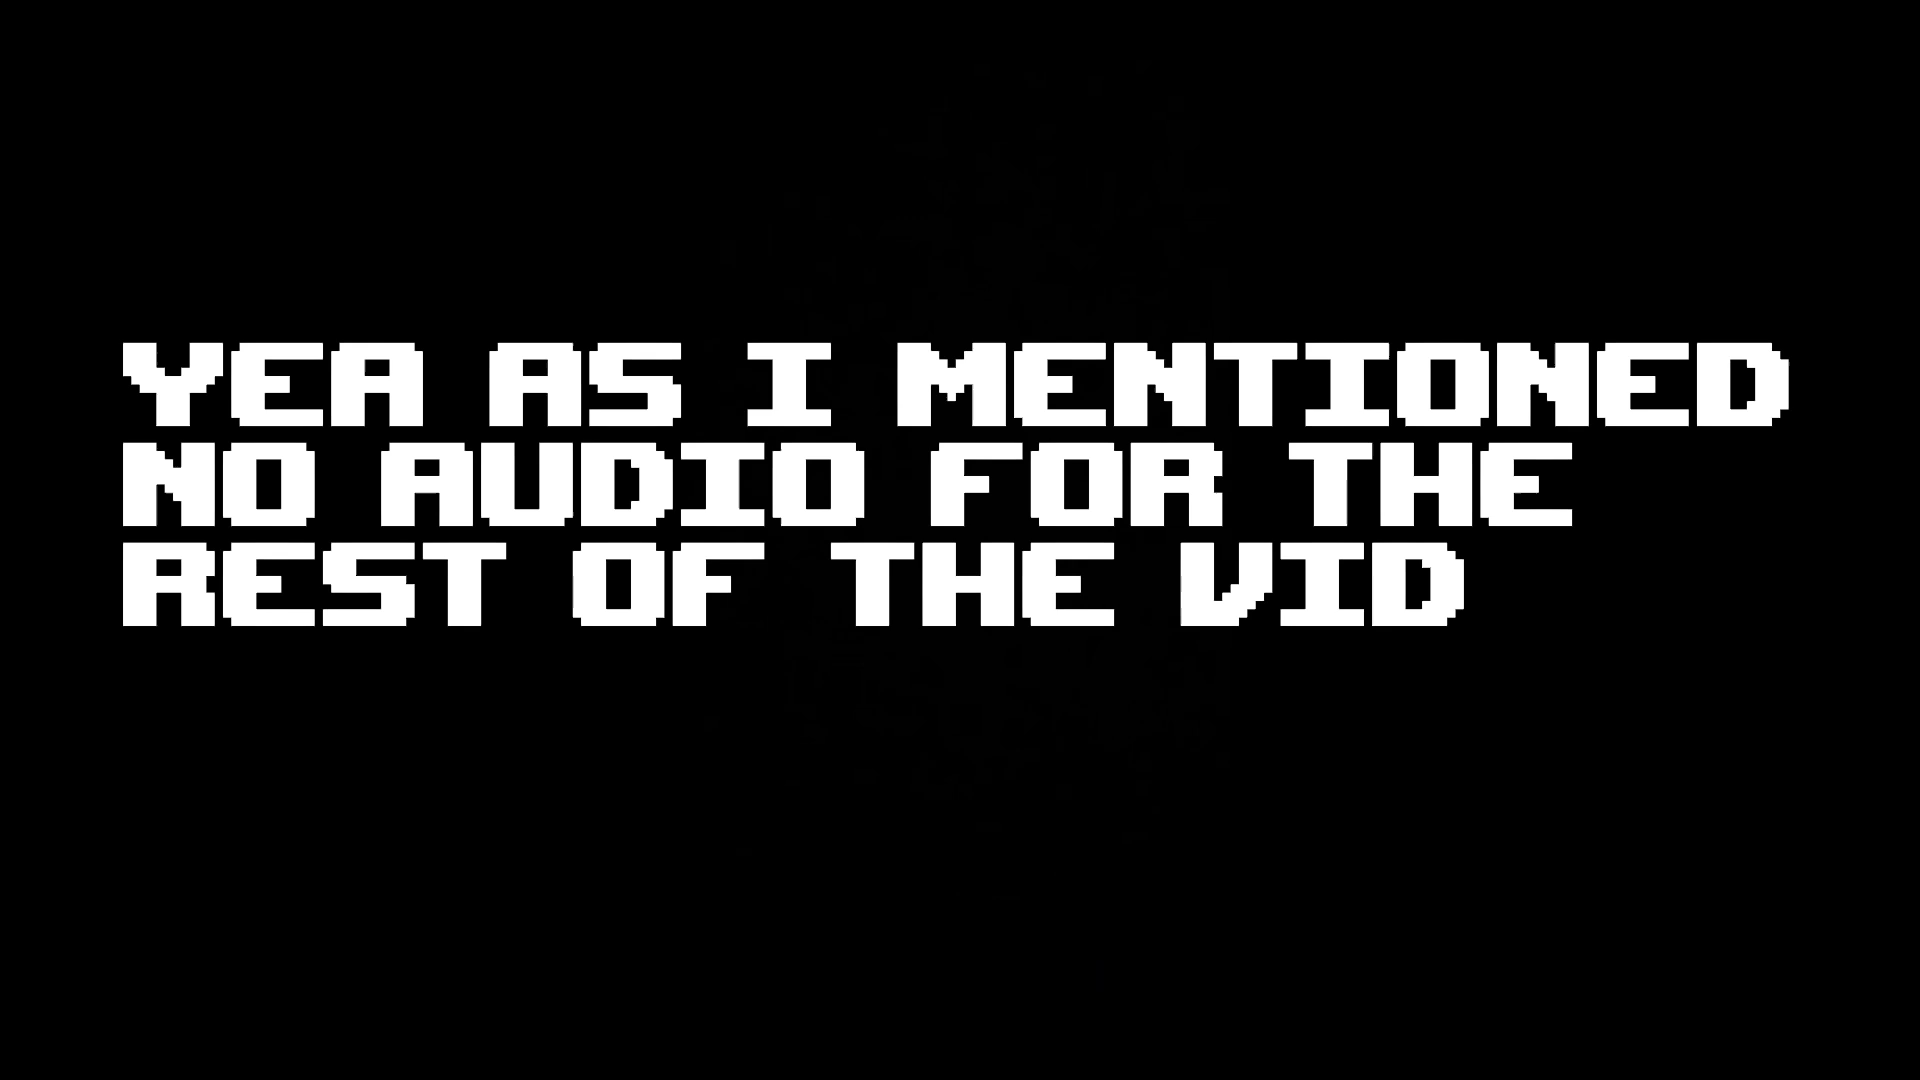 YEA AS I MENTIONED
NO AUDIO FOR THE
REST OF THE VID